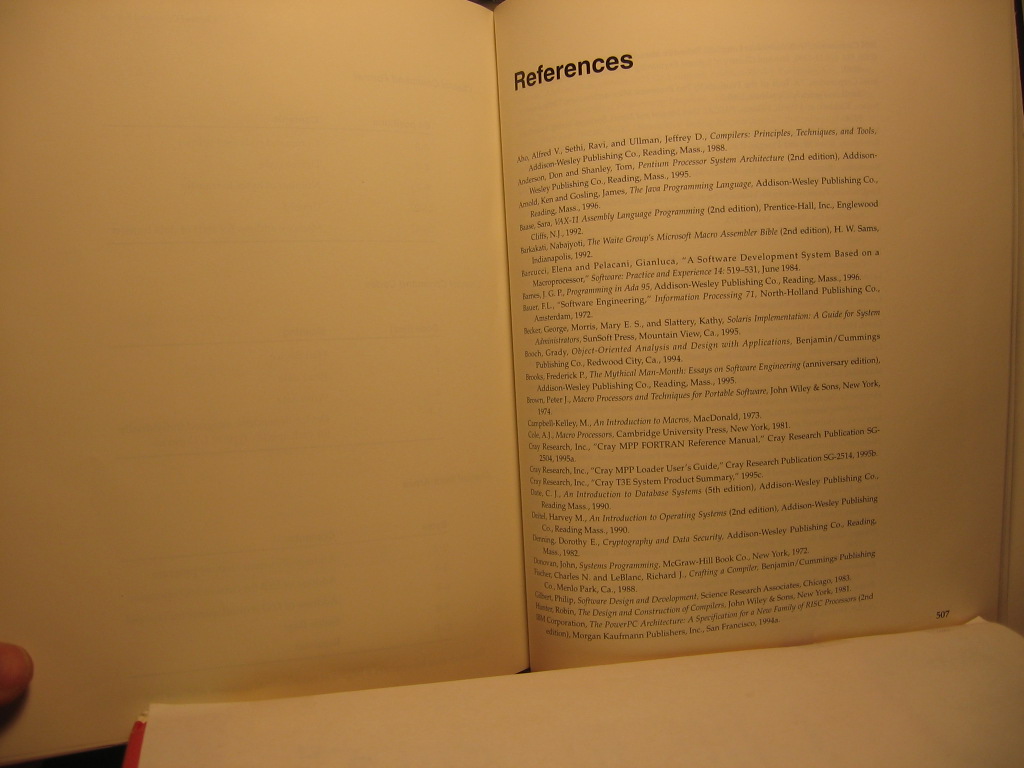 References
Aho, Alfred V., Sethi, Ravi, and Ullman, Jeffrey D., Compilers: Principles, Techniques, and Tools,
Addison-Wesley Publishing Co., Reading, Mass., 1988.
Anderson, Don and Shanley, Tom, Pentium Processor System Architecture (2nd edition), Addison-
Wesley Publishing Co., Reading, Mass., 1995.
Arnold, Ken and Gosling, James, The Java Programming Language, Addison-Wesley Publishing Co.,
Reading, Mass., 1996.
Baase, Sara, VAX-11 Assembly Language Programming (2nd edition), Prentice-Hall, Inc., Englewood
Cliffs, N.J., 1992.
Barkakati, Nabajyoti, The Waite Group's Microsoft Macro Assembler Bible (2nd edition), H. W. Sams,
Indianapolis, 1992.
Barcucci, Elena and Pelacani, Gianluca, "A Software Development System Based on a
Macroprocessor," Software: Practice and Experience 14: 519–531, June 1984.
Barnes, J. G. P., Programming in Ada 95, Addison-Wesley Publishing Co., Reading, Mass., 1996.
Bauer, F.L., "Software Engineering," Information Processing 71, North-Holland Publishing Co.,
Amsterdam, 1972.
Becker, George, Morris, Mary E. S., and Slattery, Kathy, Solaris Implementation: A Guide for System
Administrators, SunSoft Press, Mountain View, Ca., 1995.
Booch, Grady, Object-Oriented Analysis and Design with Applications, Benjamin/Cummings
Publishing Co., Redwood City, Ca., 1994.
Brooks, Frederick P., The Mythical Man-Month: Essays on Software Engineering (anniversary edition),
Addison-Wesley Publishing Co., Reading, Mass., 1995.
Brown, Peter J., Macro Processors and Techniques for Portable Software, John Wiley & Sons, New York,
1974.
Campbell-Kelley, M., An Introduction to Macros, MacDonald, 1973.
Cole, A.J., Macro Processors, Cambridge University Press, New York, 1981.
Cray Research, Inc., "Cray MPP FORTRAN Reference Manual," Cray Research Publication SG-
2504, 1995a.
Cray Research, Inc., "Cray MPP Loader User's Guide," Cray Research Publication SG-2514, 1995b.
Cray Research, Inc., "Cray T3E System Product Summary," 1995c.
Date, C. J., An Introduction to Database Systems (5th edition), Addison-Wesley Publishing Co.,
Reading Mass., 1990.
Deitel, Harvey M., An Introduction to Operating Systems (2nd edition), Addison-Wesley Publishing
Co., Reading Mass., 1990.
Denning, Dorothy E., Cryptography and Data Security, Addison-Wesley Publishing Co., Reading,
Mass., 1982.
Donovan, John, Systems Programming, McGraw-Hill Book Co., New York, 1972.
Fischer, Charles N. and LeBlanc, Richard J., Crafting a Compiler, Benjamin/Cummings Publishing
Co., Menlo Park, Ca., 1988.
Gilbert, Philip, Software Design and Development, Science Research Associates, Chicago, 1983.
Hunter, Robin, The Design and Construction of Compilers, John Wiley & Sons, New York, 1981.
IBM Corporation, The PowerPC Architecture: A Specification for a New Family of RISC Processors (2nd
edition), Morgan Kaufmann Publishers, Inc., San Francisco, 1994a.
507